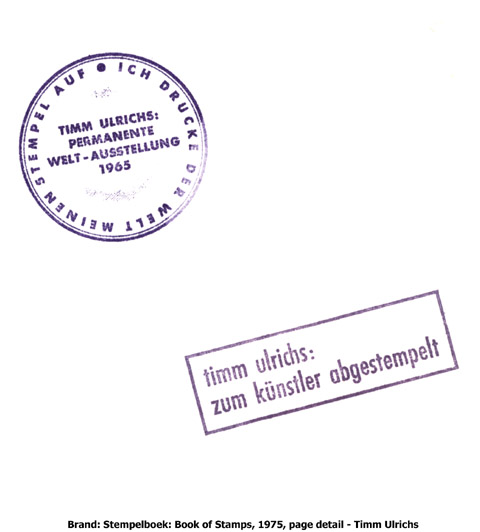 ICH DRUCKE DER WELT MEINEN STEMPEL AUF •
TIMM ULRICHS:
PERMANENTE
WELT-AUSSTELLUNG
1965
timm ulrichs:
zum künstler abgestempelt
Brand: Stempelboek: Book of Stamps, 1975, page detail - Timm Ulrichs